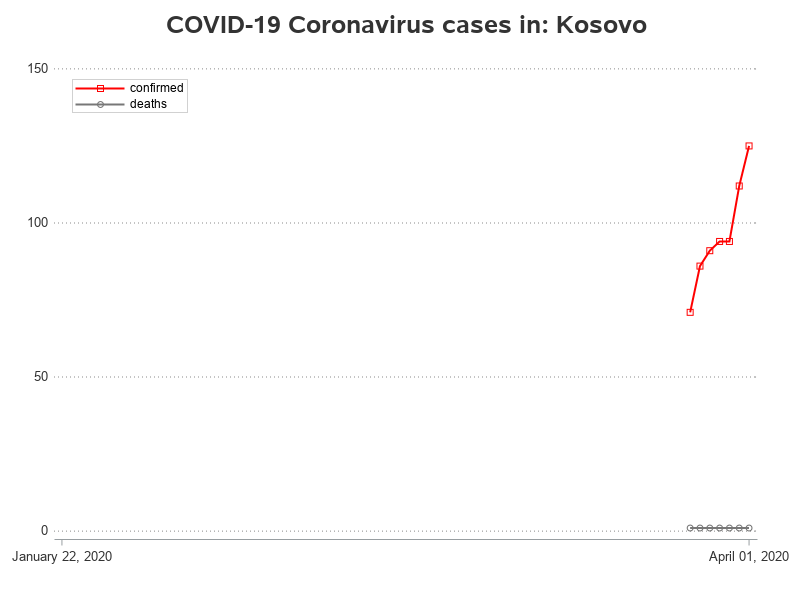 COVID-19 Coronavirus cases in: Kosovo
150
confirmed
deaths
100
50
0
January 22, 2020
April 01, 2020